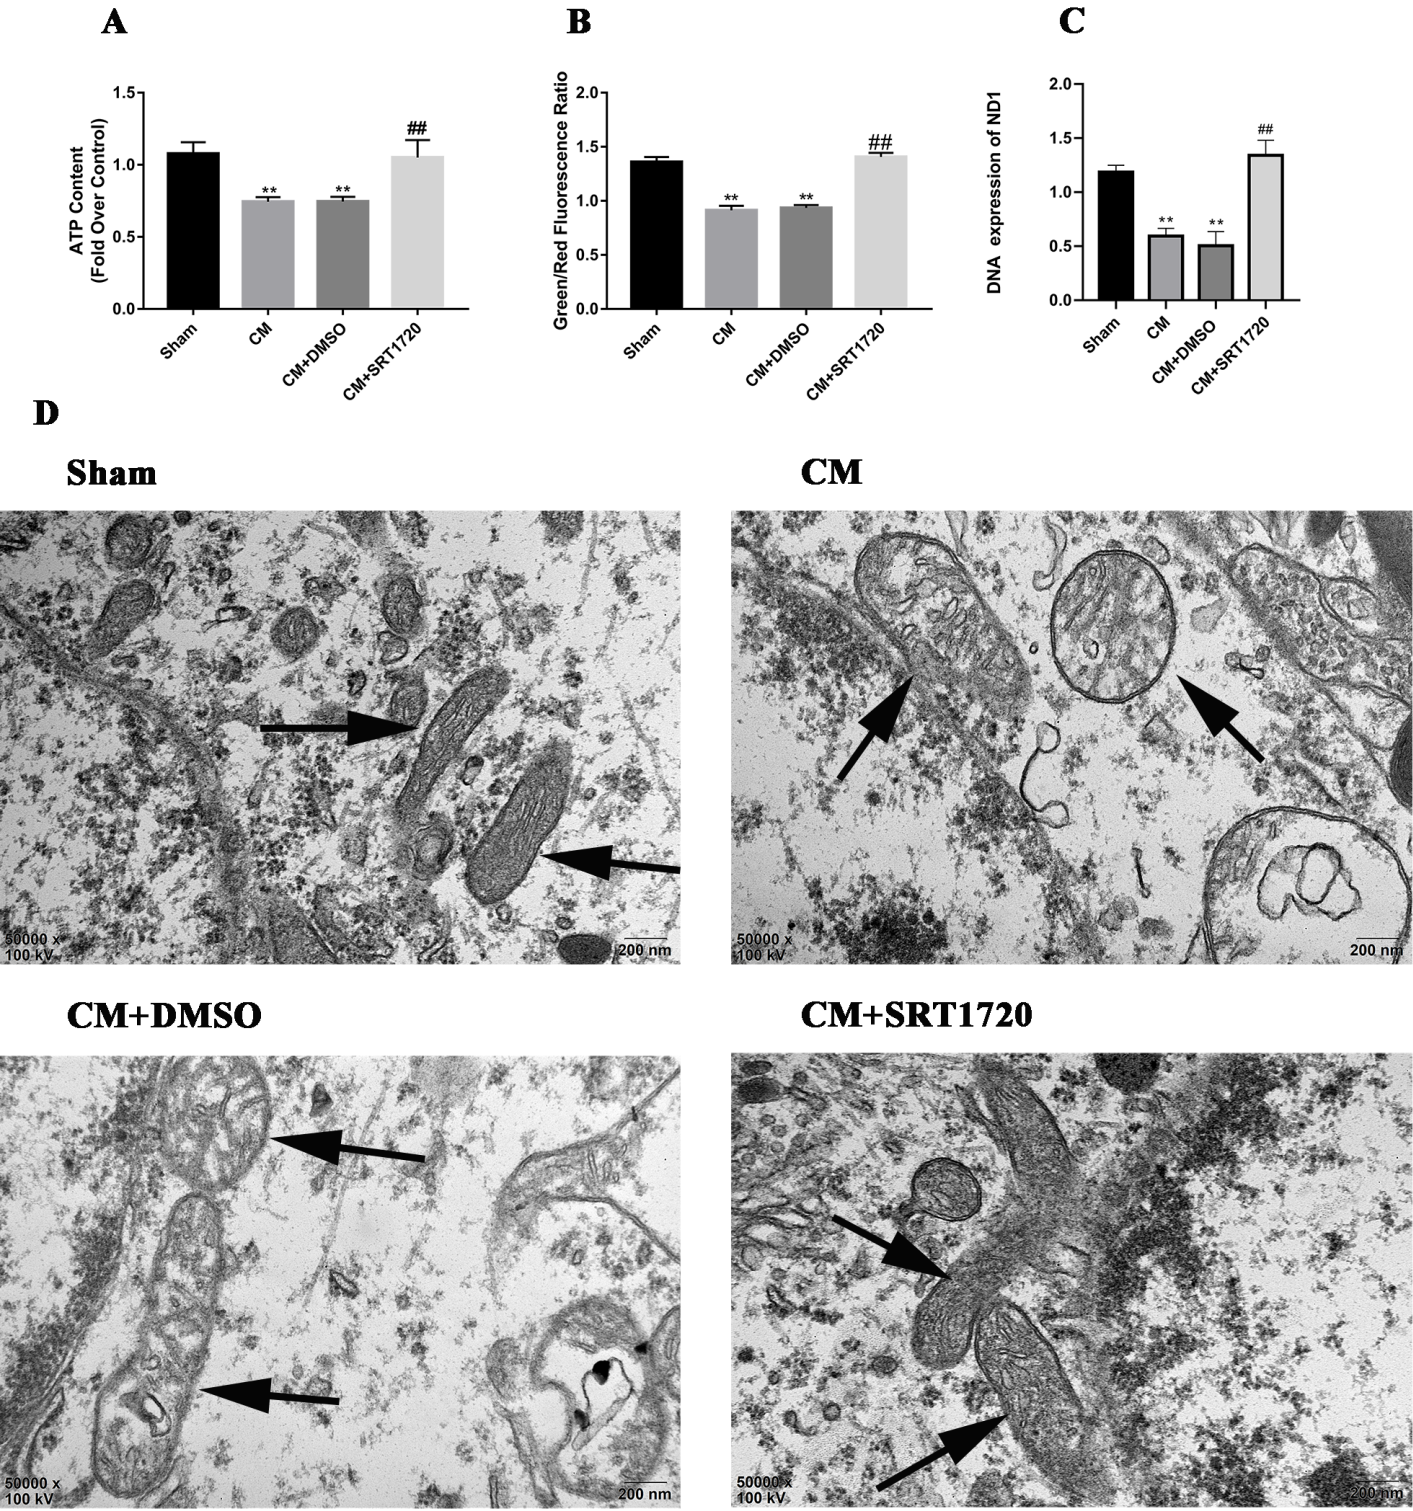 A
B
C
ATP Content
(Fold Over Control)
1.5
1.0
0.5
0.0
**
**
##
Sham
CM
CM+DMSO
CM+SRT1720
Green/Red Fluorescence Ratio
2.0
1.5
1.0
0.5
0.0
**
**
##
Sham
CM
CM+DMSO
CM+SRT1720
DNA expression of ND1
2.0
1.5
1.0
0.5
0.0
**
**
##
Sham
CM
CM+DMSO
CM+SRT1720
D
Sham
CM
50000 x
100 kV
200 nm
50000 x
100 kV
200 nm
CM+DMSO
CM+SRT1720
50000 x
100 kV
200 nm
50000 x
100 kV
200 nm